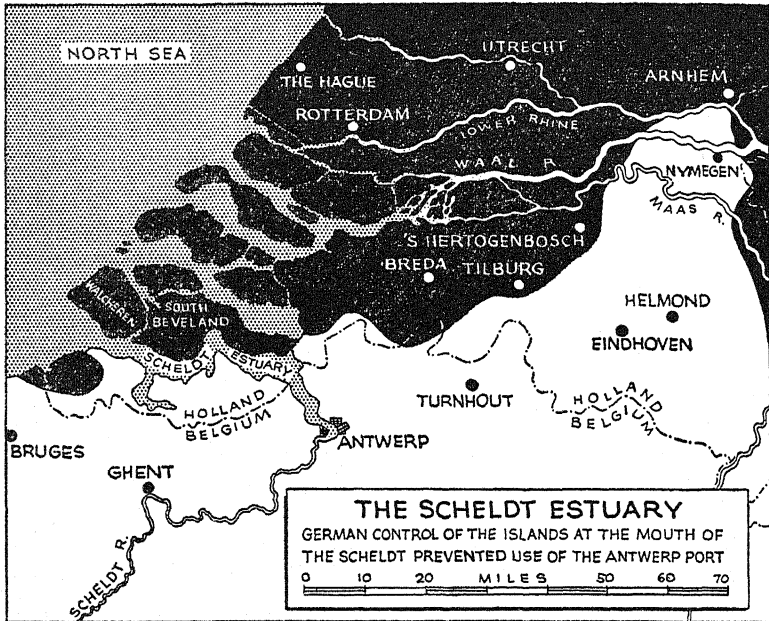 NORTH SEA
UTRECHT
THE HAGUE
ARNHEM
ROTTERDAM
LOWER RHINE
WAAL R.
NYMEGEN
MAAS R.
'S HERTOGENBOSCH
BREDA
TILBURG
WALCHEREN
SOUTH
BEVELAND
HELMOND
EINDHOVEN
SCHELDT ESTUARY
TURNHOUT
HOLLAND
BELGIUM
HOLLAND
BELGIUM
ANTWERP
BRUGES
GHENT
SCHELDT R.
THE SCHELDT ESTUARY
GERMAN CONTROL OF THE ISLANDS AT THE MOUTH OF
THE SCHELDT PREVENTED USE OF THE ANTWERP PORT
0 10 20 MILES 50 60 70